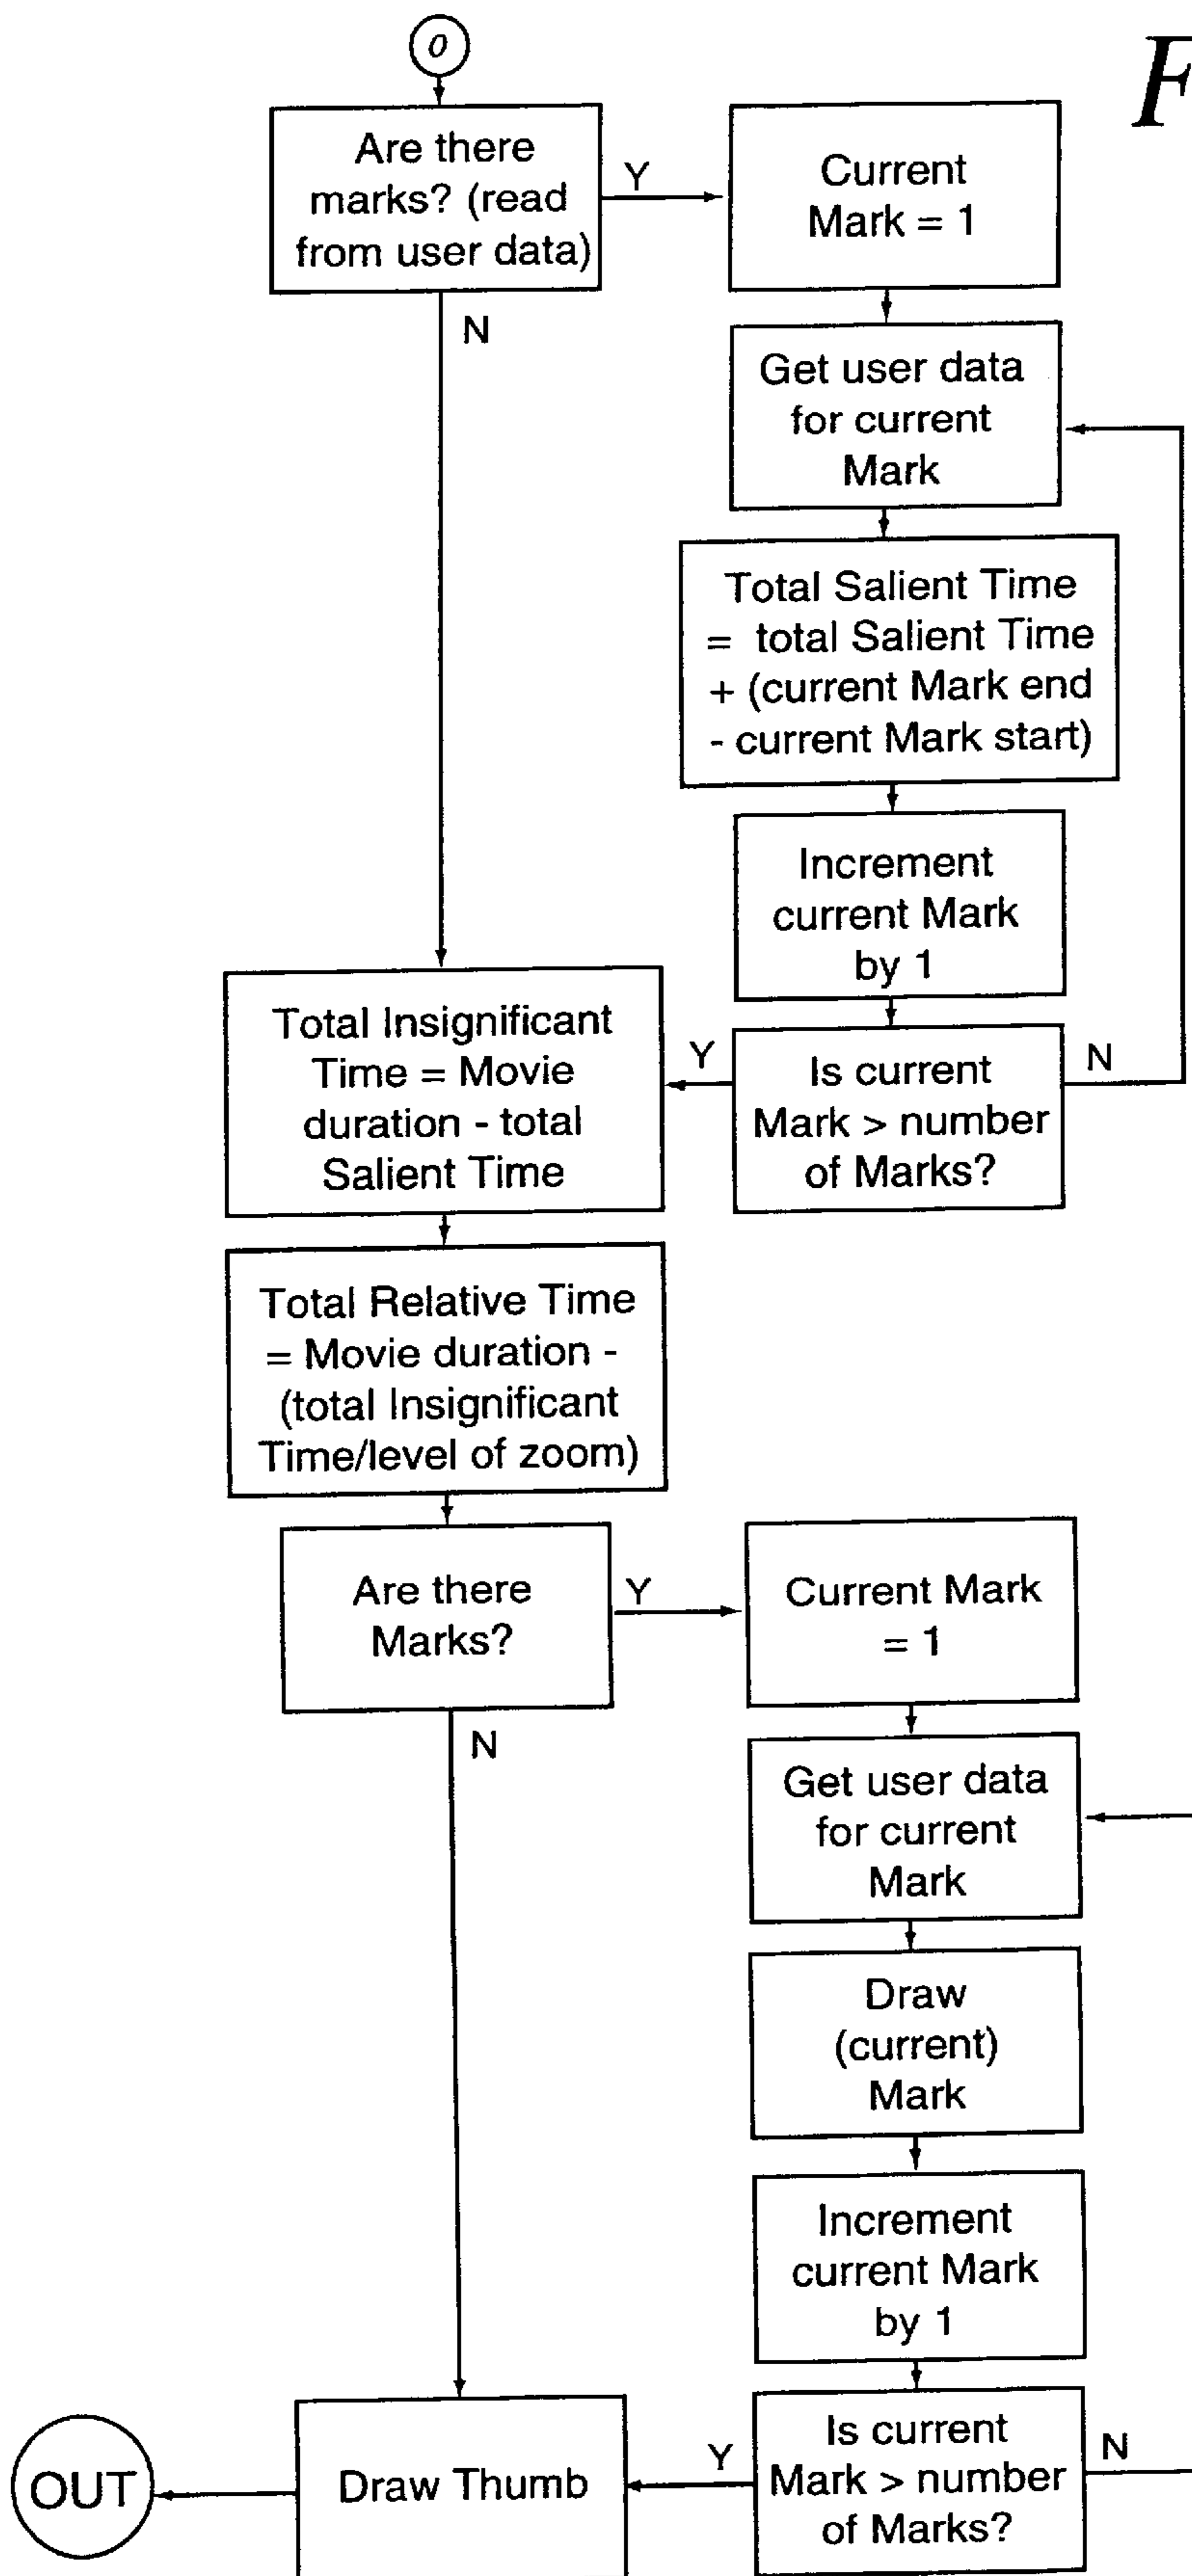 0
F
Are there
marks? (read
from user data)
Y
Current
Mark = 1
N
Get user data
for current
Mark
Total Salient Time
= total Salient Time
+ (current Mark end
- current Mark start)
Increment
current Mark
by 1
Total Insignificant
Time = Movie
duration - total
Salient Time
Y
Is current
Mark > number
of Marks?
N
Total Relative Time
= Movie duration -
(total Insignificant
Time/level of zoom)
Are there
Marks?
Y
Current Mark
= 1
N
Get user data
for current
Mark
Draw
(current)
Mark
Increment
current Mark
by 1
OUT
Draw Thumb
Y
Is current
Mark > number
of Marks?
N